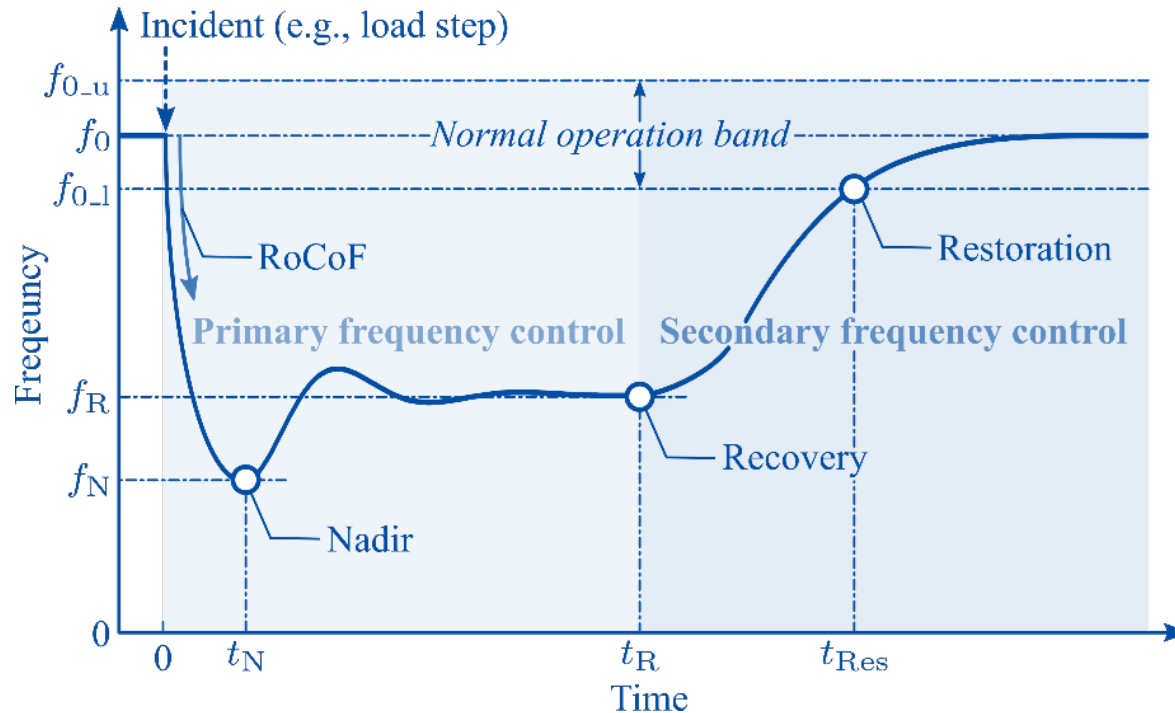 Incident (e.g., load step)
f0_u
f0
Normal operation band
f0_l
RoCoF
Restoration
Primary frequency control
Secondary frequency control
Freqeuncy
fR
Recovery
fN
Nadir
0
0
tN
tR
tRes
Time